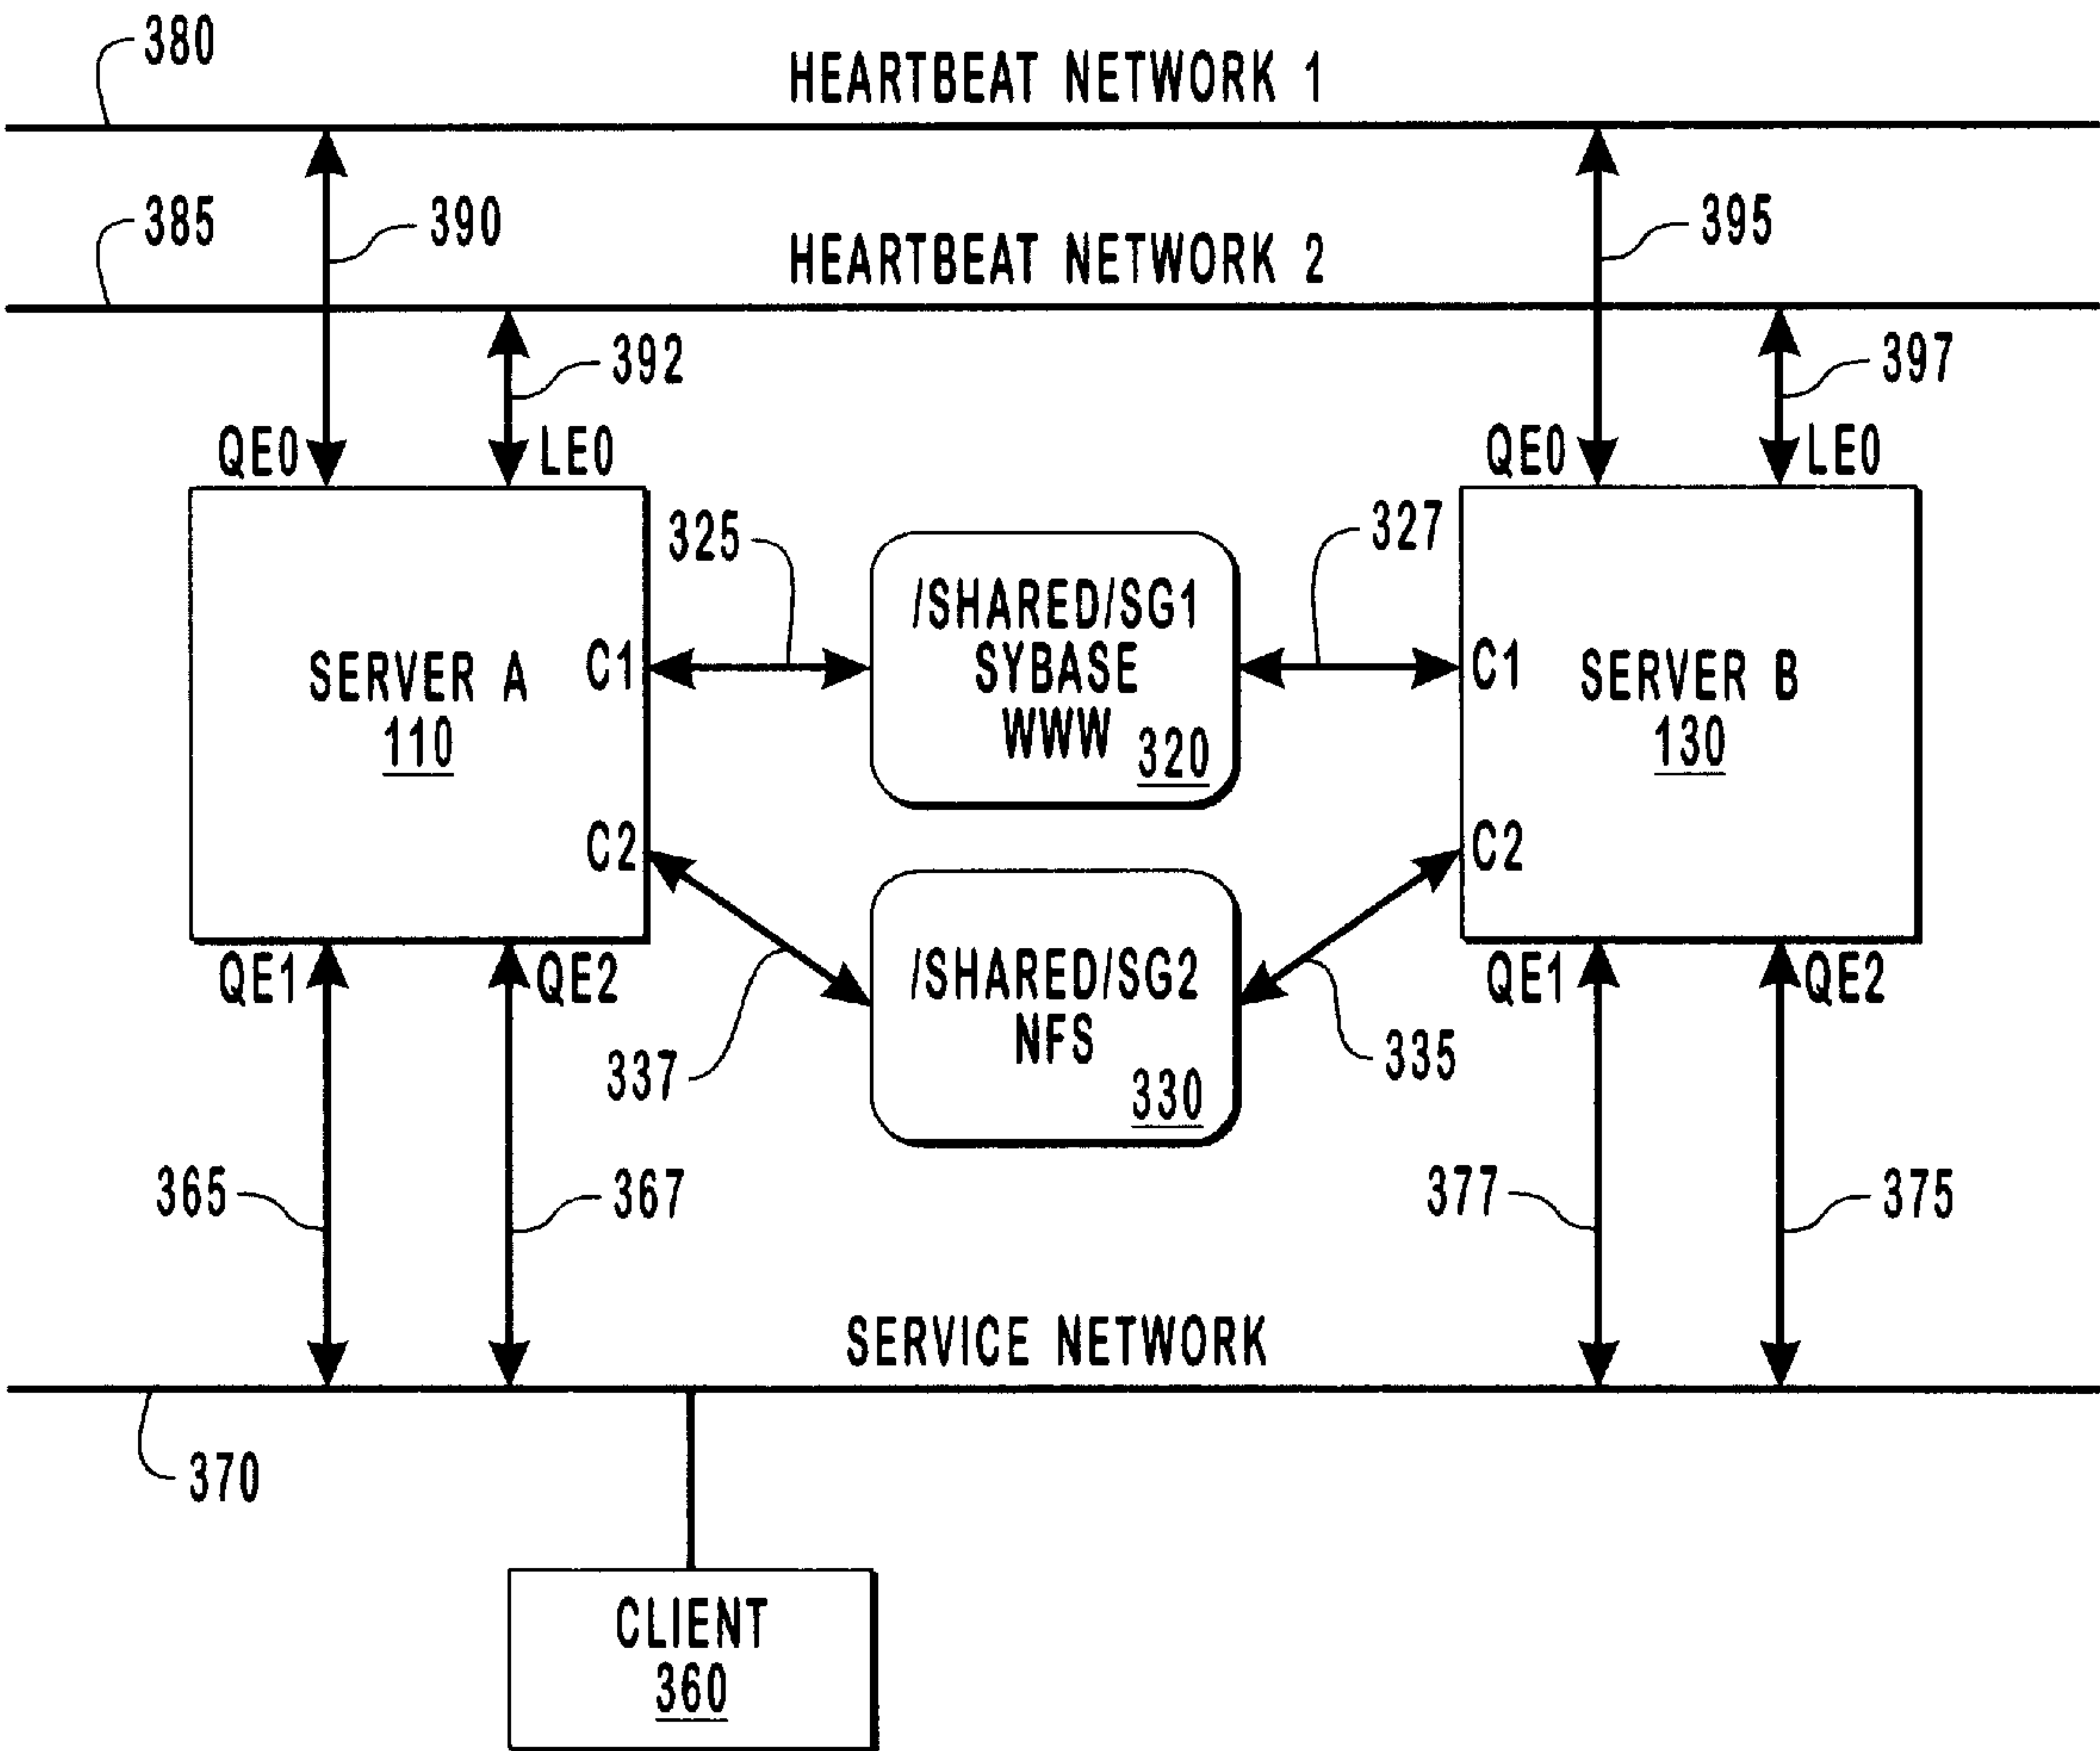 380
HEARTBEAT NETWORK 1
385
390
395
HEARTBEAT NETWORK 2
392
397
QE0
LE0
QE0
LE0
325
327
/SHARED/SG1
SYBASE
WWW
320
SERVER A
110
C1
C2
C1
C2
SERVER B
130
QE1
QE2
/SHARED/SG2
NFS
330
QE1
QE2
337
335
365
367
377
375
SERVICE NETWORK
370
CLIENT
360